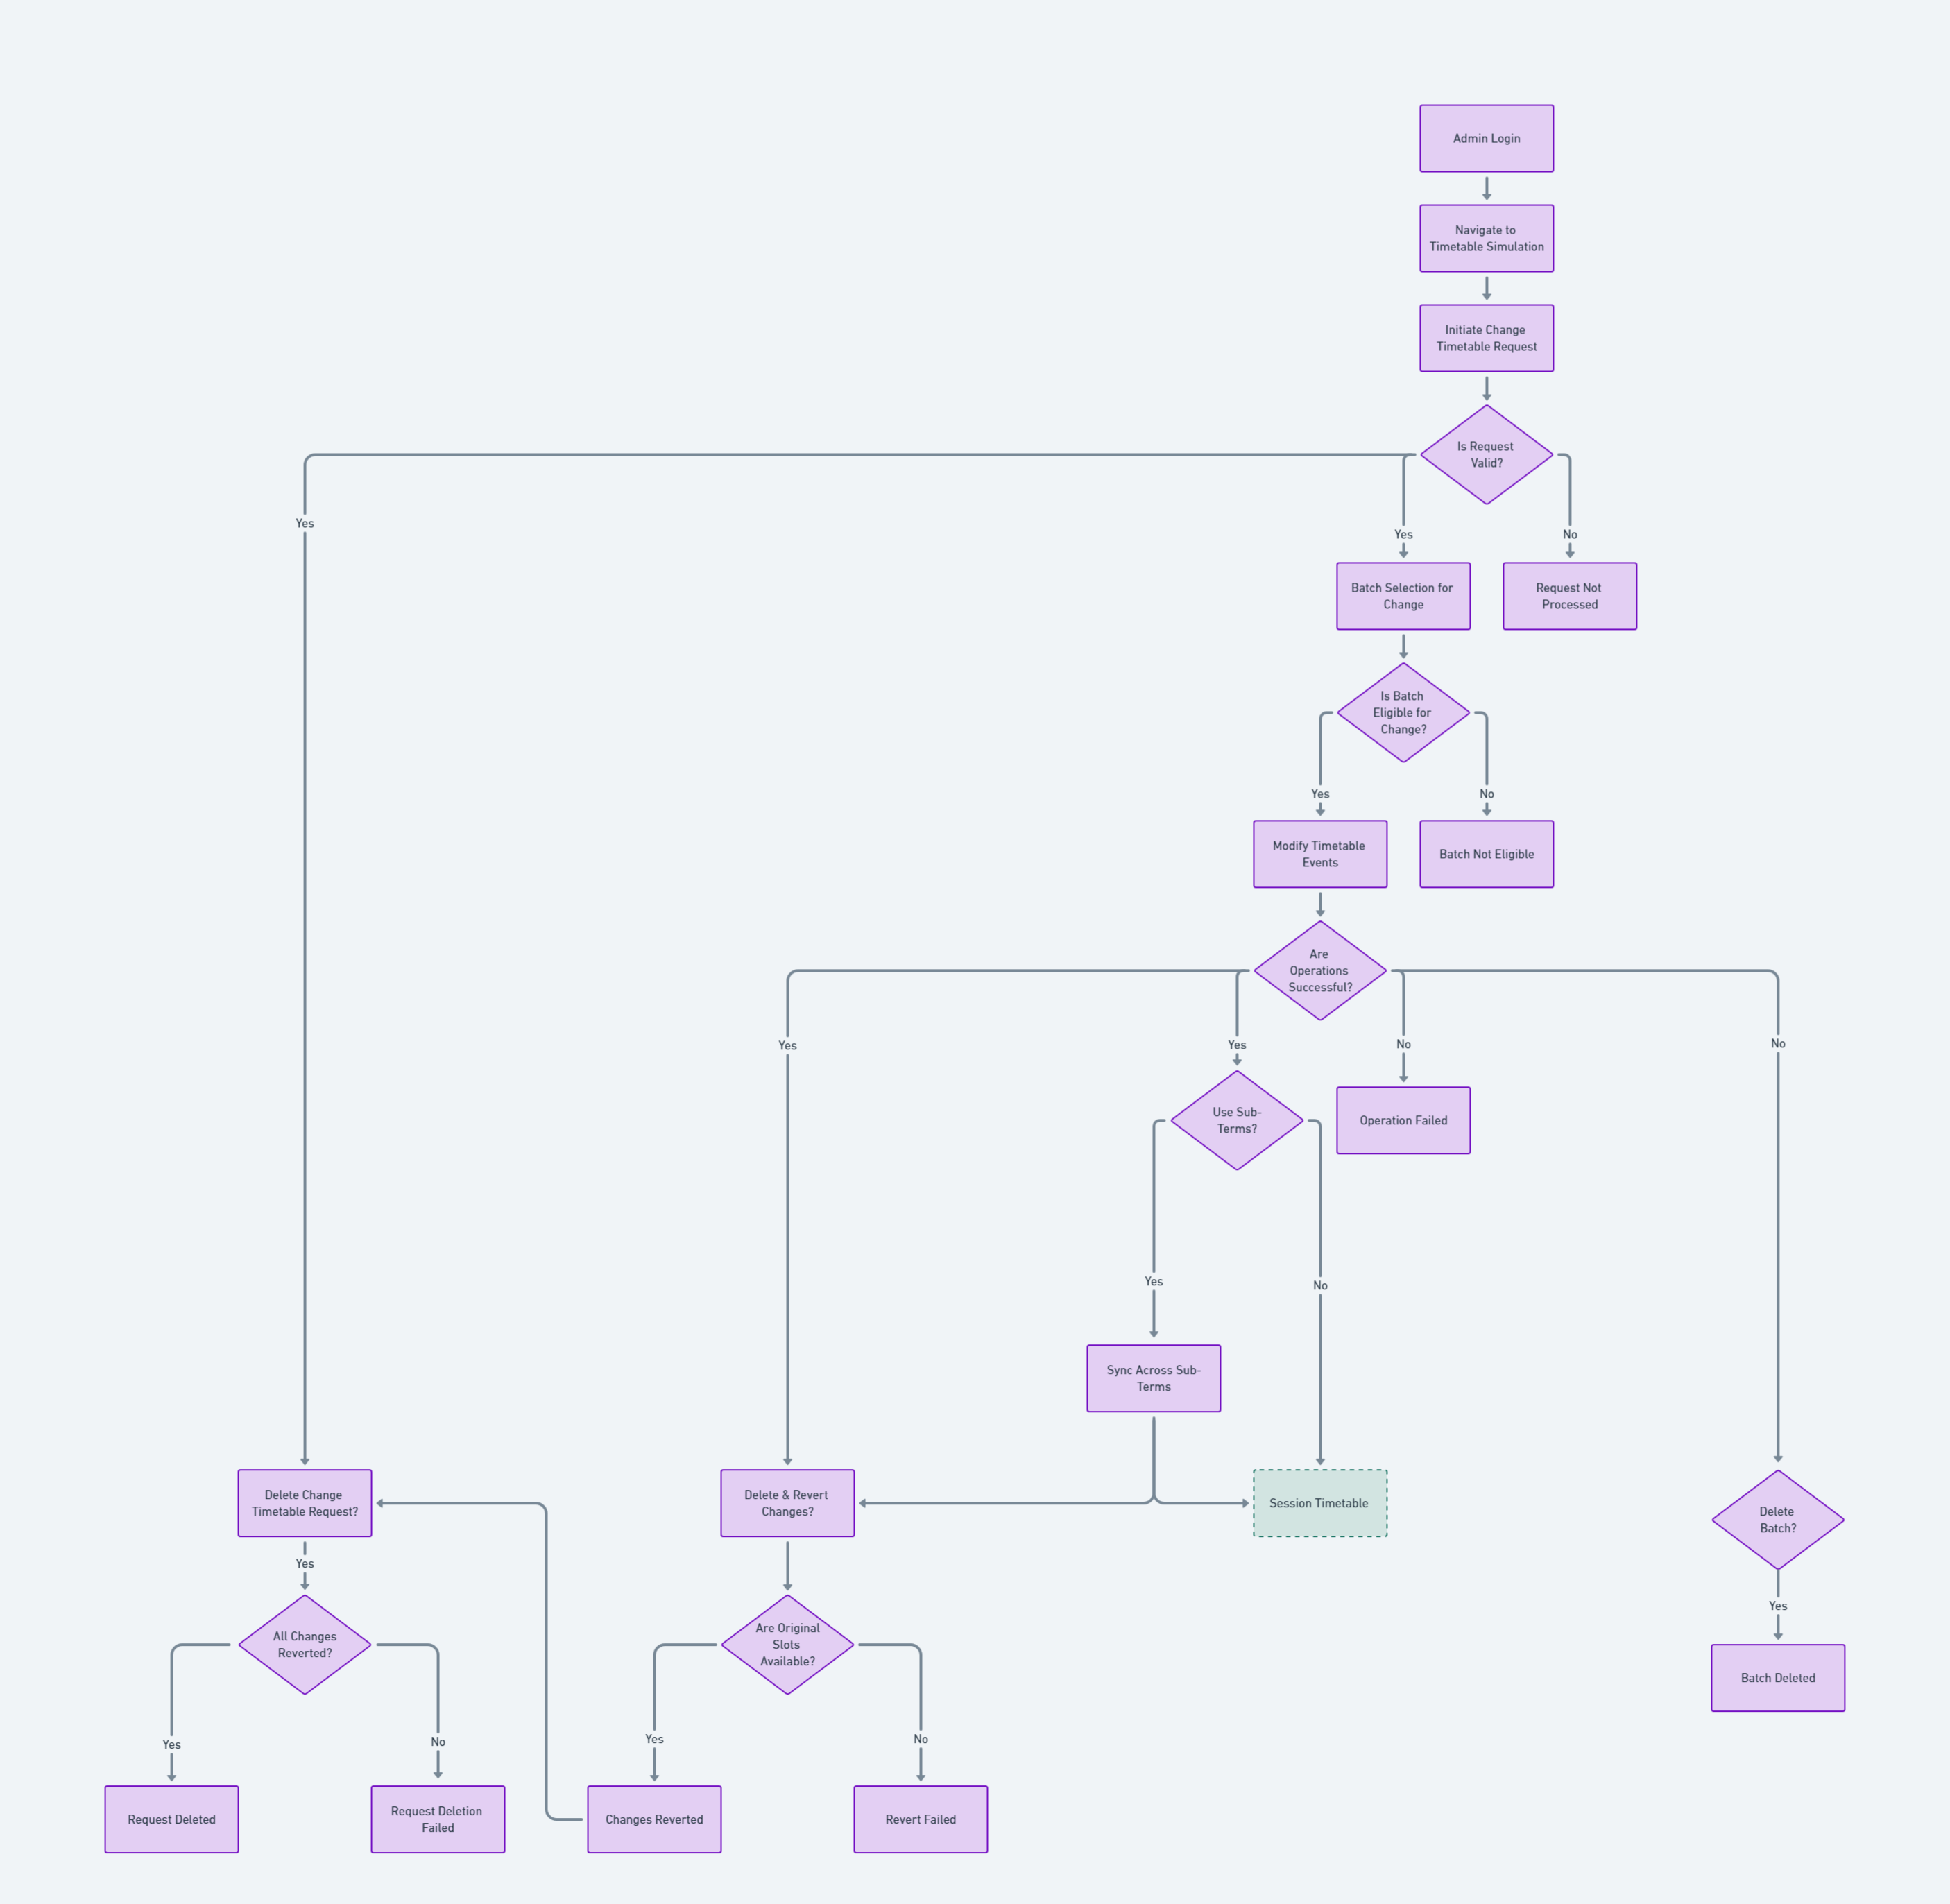 Admin Login
Navigate to
Timetable Simulation
Initiate Change
Timetable Request
Is Request
Valid?
Yes
Yes
No
Batch Selection for
Change
Request Not
Processed
Is Batch
Eligible for
Change?
Yes
No
Modify Timetable
Events
Batch Not Eligible
Are
Operations
Successful?
Yes
Yes
No
No
Use Sub-
Terms?
Operation Failed
Yes
No
Sync Across Sub-
Terms
Delete Change
Timetable Request?
Delete & Revert
Changes?
Session Timetable
Delete
Batch?
Yes
Yes
All Changes
Reverted?
Are Original
Slots
Available?
Batch Deleted
Yes
No
Yes
No
Request Deleted
Request Deletion
Failed
Changes Reverted
Revert Failed